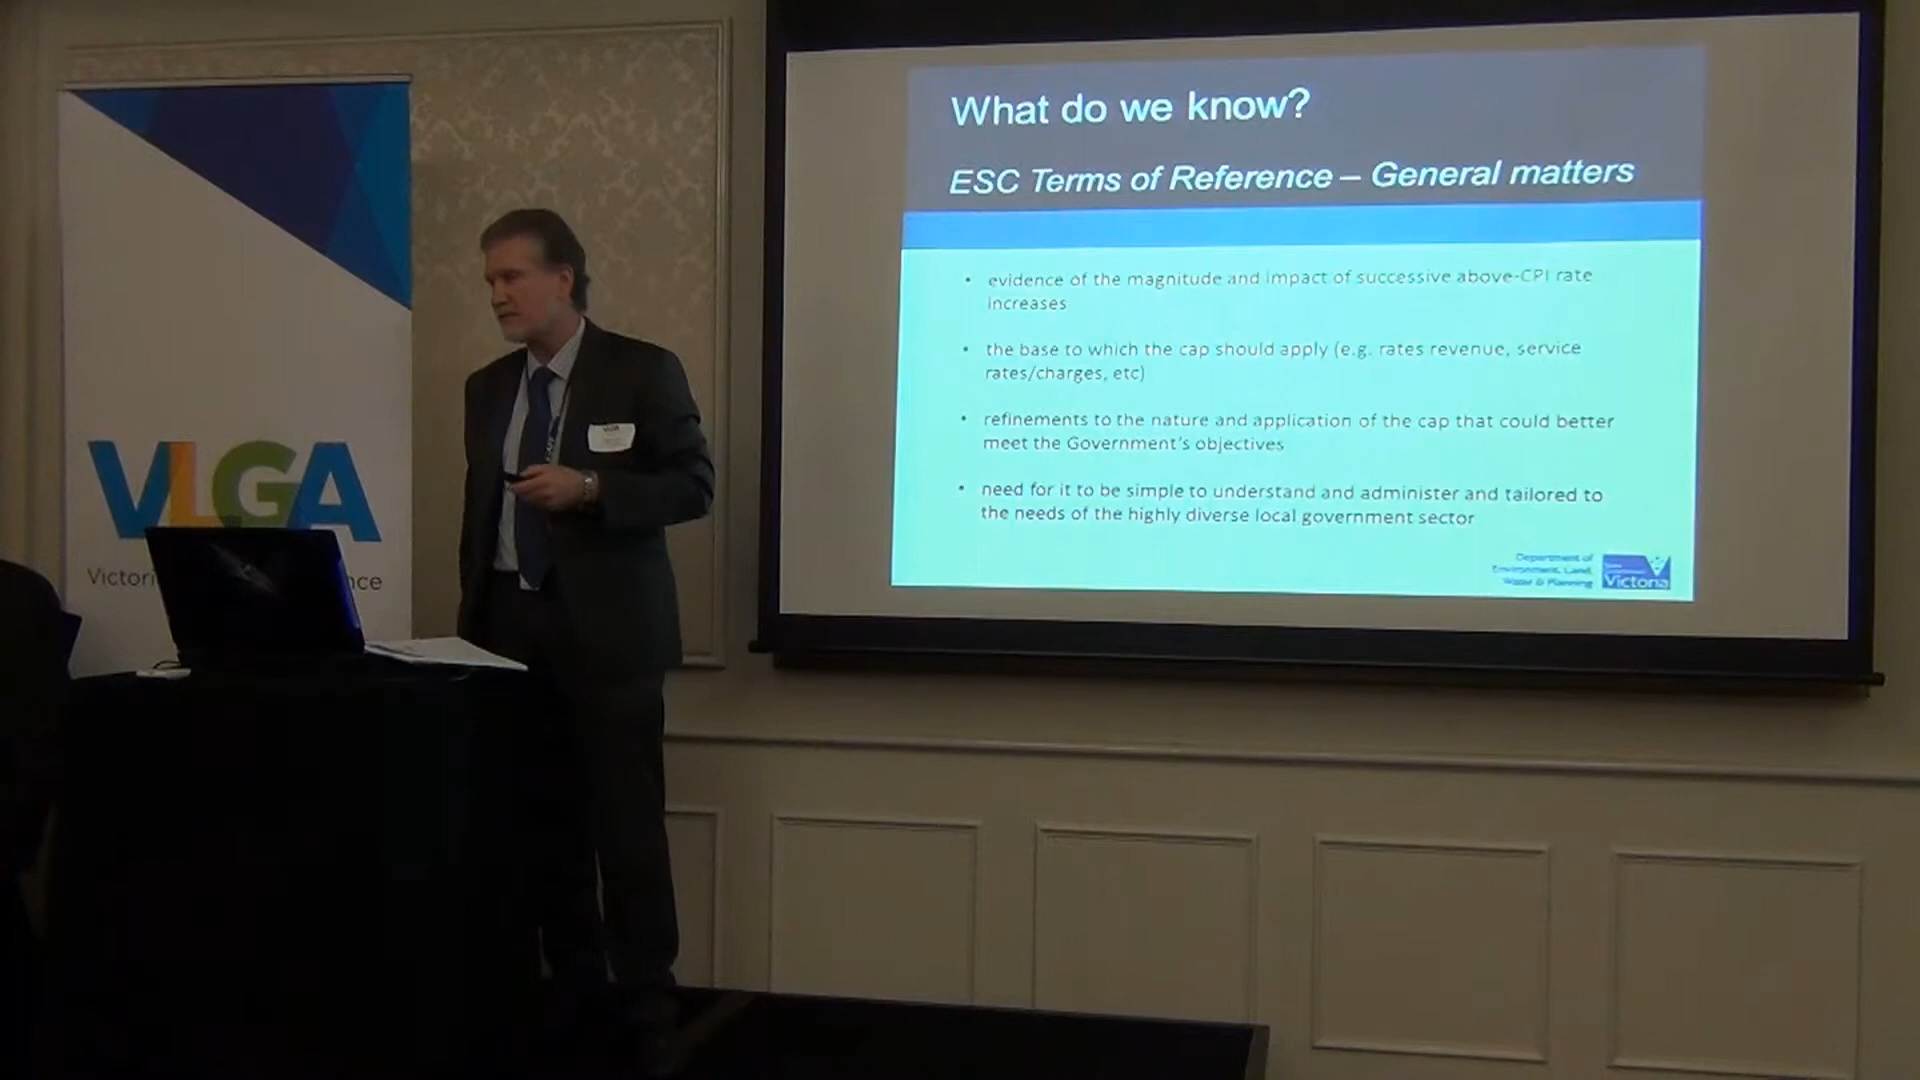 VLGA
Victori
nce
What do we know?
ESC Terms of Reference – General matters
• evidence of the magnitude and impact of successive above-CPI rate
increases
• the base to which the cap should apply (e.g. rates revenue, service
rates/charges, etc)
• refinements to the nature and application of the cap that could better
meet the Government's objectives
• need for it to be simple to understand and administer and tailored to
the needs of the highly diverse local government sector
Department of
Environment, Land,
Water & Planning
Victoria